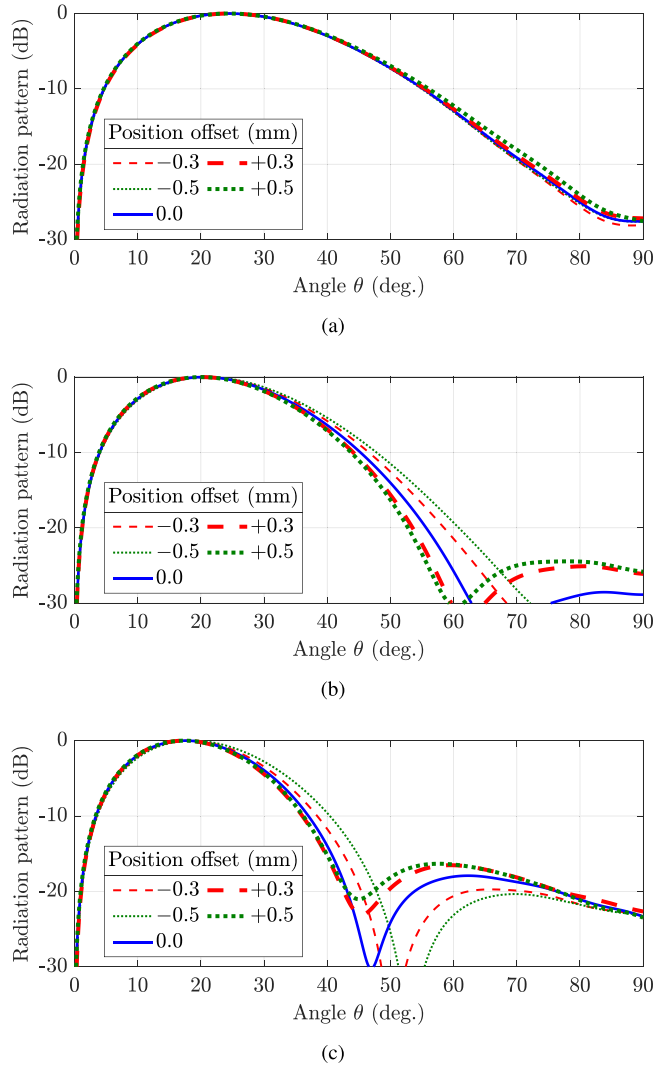 Radiation pattern (dB)
0
-10
-20
-30
Position offset (mm)
−0.3 +0.3
−0.5 +0.5
0.0
0 10 20 30 40 50 60 70 80 90
Angle θ (deg.)
(a)
Radiation pattern (dB)
0
-10
-20
-30
Position offset (mm)
−0.3 +0.3
−0.5 +0.5
0.0
0 10 20 30 40 50 60 70 80 90
Angle θ (deg.)
(b)
Radiation pattern (dB)
0
-10
-20
-30
Position offset (mm)
−0.3 +0.3
−0.5 +0.5
0.0
0 10 20 30 40 50 60 70 80 90
Angle θ (deg.)
(c)